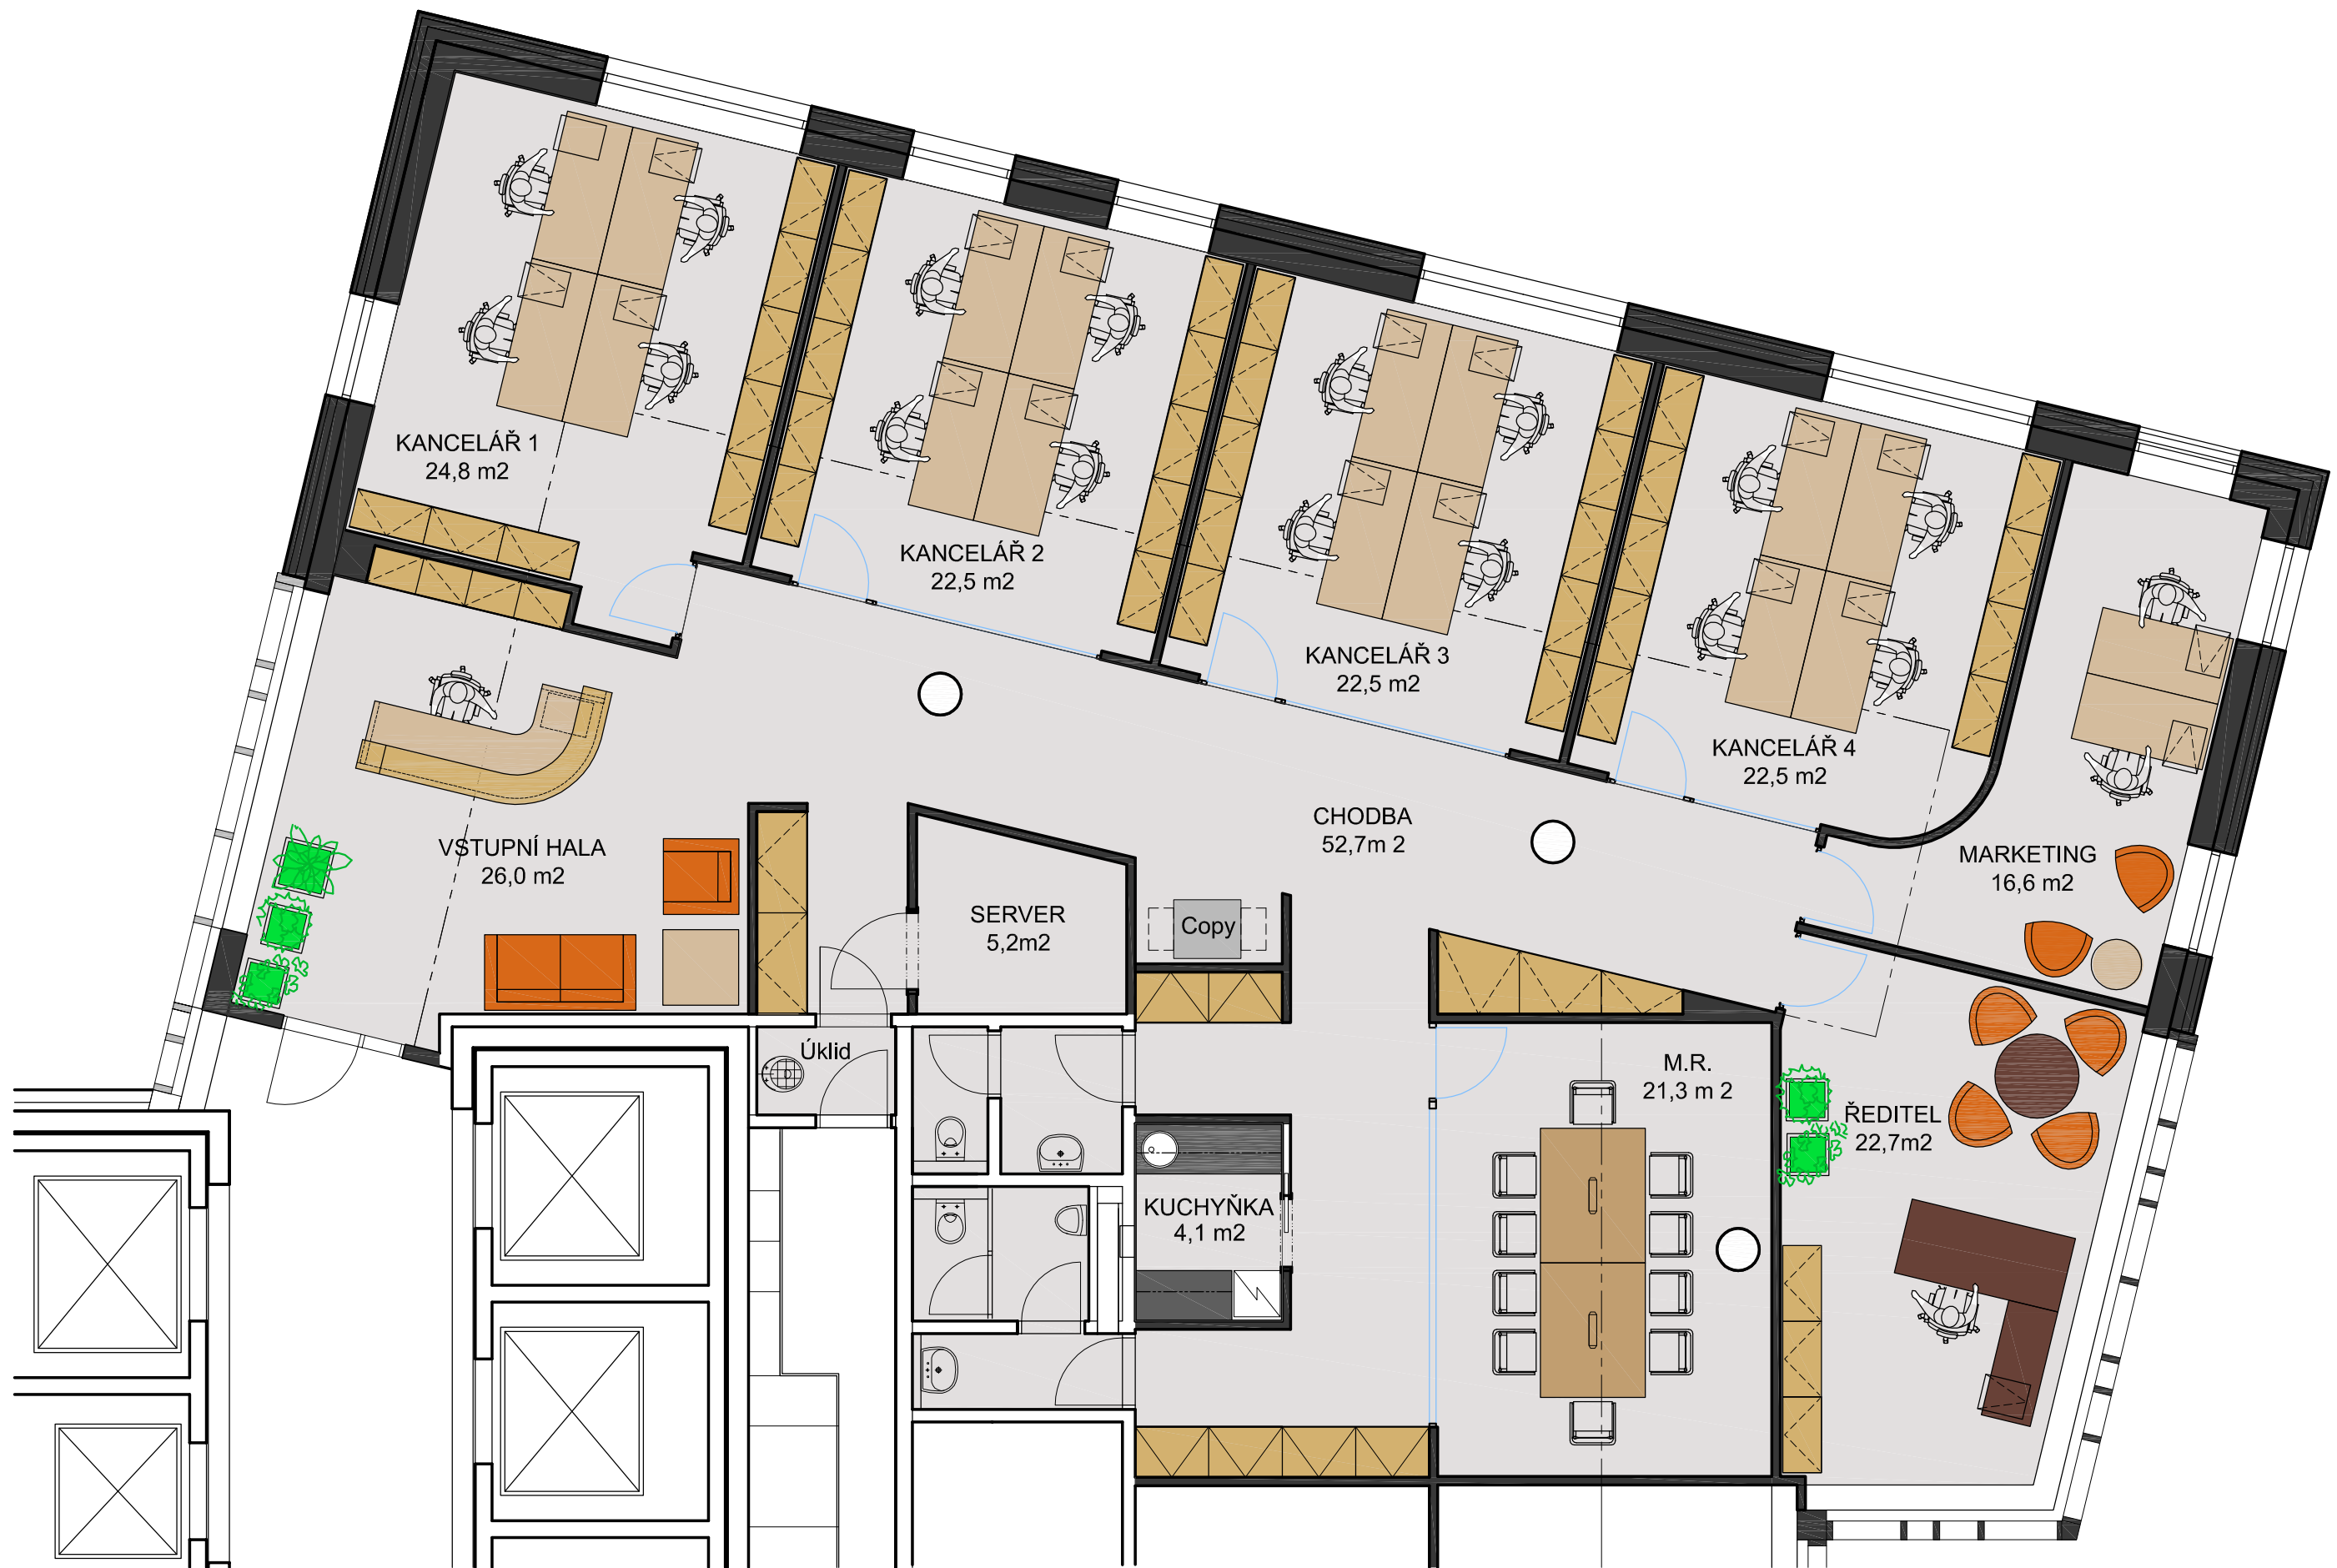 KANCELÁŘ 1
24,8 m2
KANCELÁŘ 2
22,5 m2
KANCELÁŘ 3
22,5 m2
KANCELÁŘ 4
22,5 m2
CHODBA
52,7m 2
VSTUPNÍ HALA
26,0 m2
MARKETING
16,6 m2
SERVER
5,2m2
Copy
Úklid
M.R.
21,3 m 2
ŘEDITEL
22,7m2
KUCHYŇKA
4,1 m2